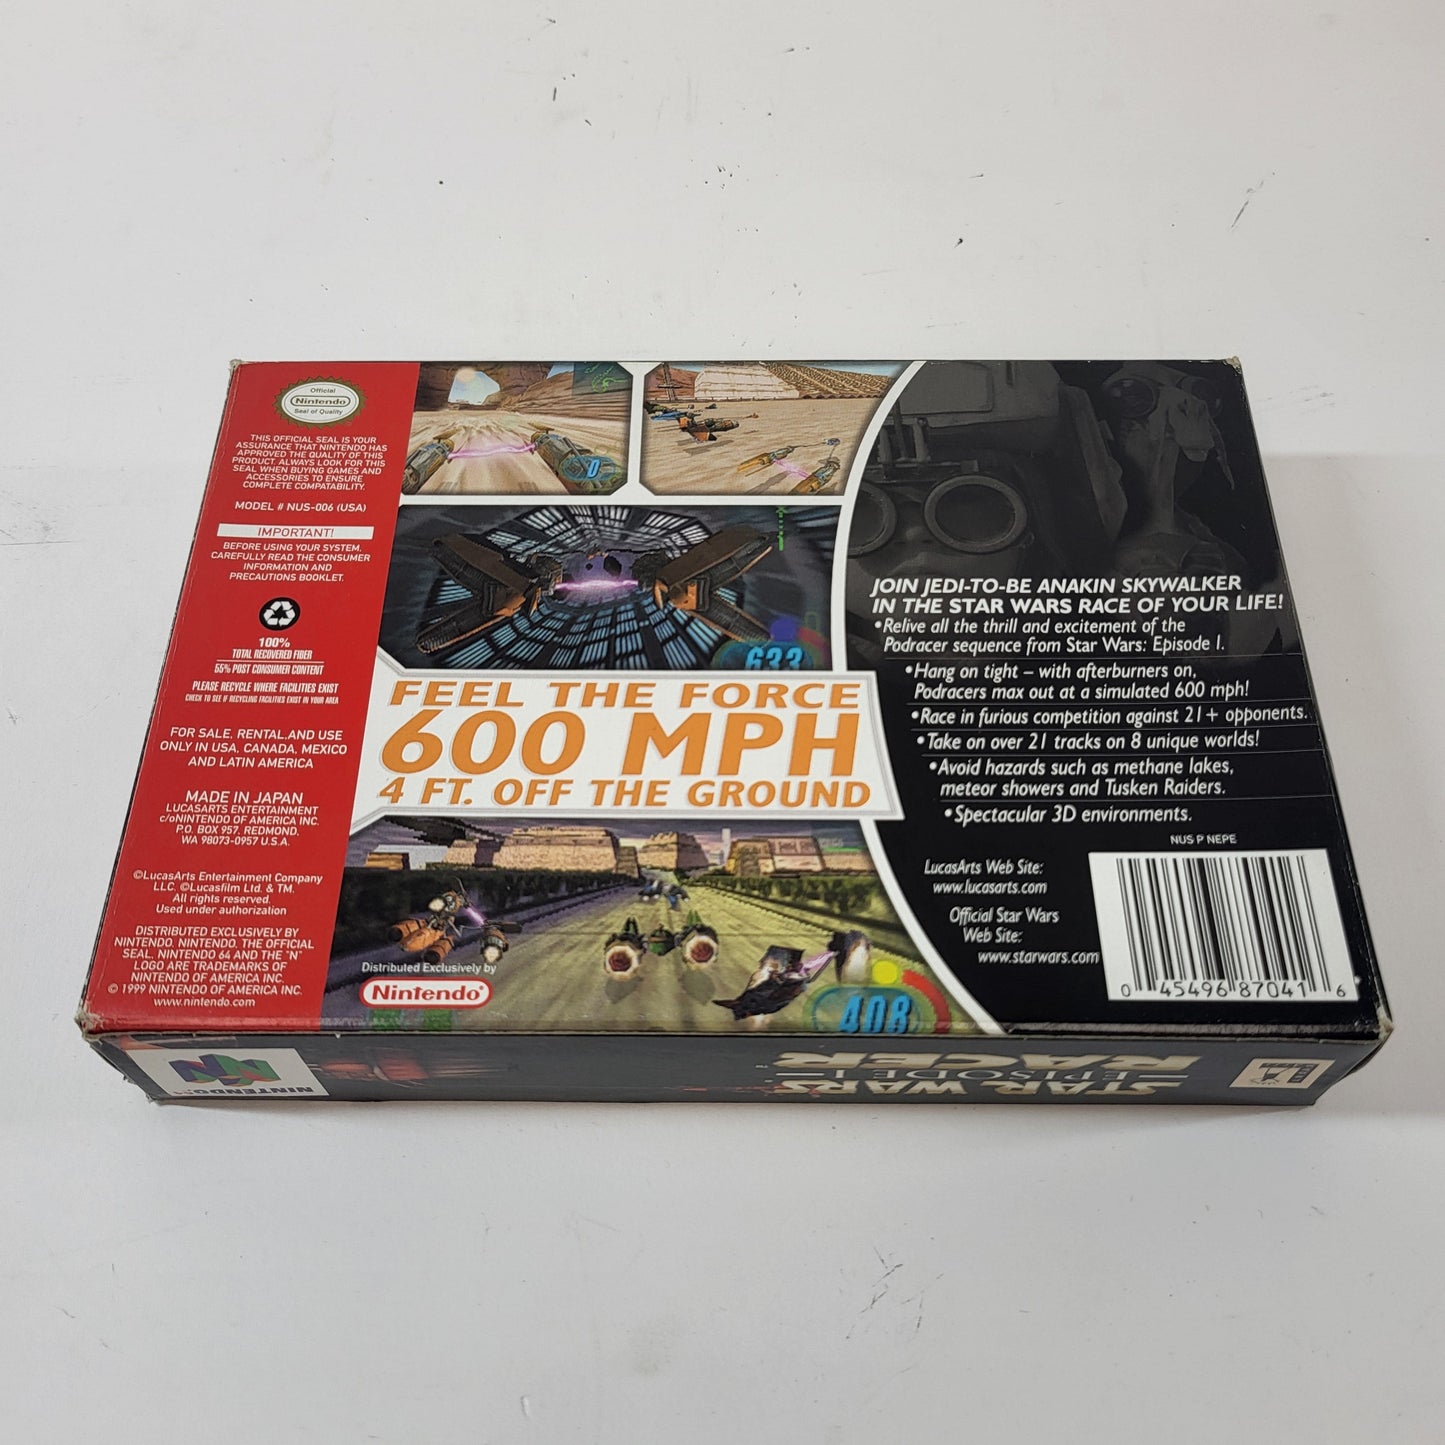 Official
Nintendo
Seal of Quality
THIS OFFICIAL SEAL IS YOUR
ASSURANCE THAT NINTENDO HAS
APPROVED THE QUALITY OF THIS
PRODUCT. ALWAYS LOOK FOR THIS
SEAL WHEN BUYING GAMES AND
ACCESSORIES TO ENSURE
COMPLETE COMPATABILITY.
MODEL # NUS-006 (USA)
IMPORTANT!
BEFORE USING YOUR SYSTEM,
CAREFULLY READ THE CONSUMER
INFORMATION AND
PRECAUTIONS BOOKLET.
100%
TOTAL RECOVERED FIBER
55% POST CONSUMER CONTENT
PLEASE RECYCLE WHERE FACILITIES EXIST
CHECK TO SEE IF RECYCLING FACILITIES EXIST IN YOUR AREA
FOR SALE, RENTAL,AND USE
ONLY IN USA, CANADA, MEXICO
AND LATIN AMERICA
MADE IN JAPAN
LUCASARTS ENTERTAINMENT
c/oNINTENDO OF AMERICA INC.
P.O. BOX 957, REDMOND,
WA 98073-0957 U.S.A.
©LucasArts Entertainment Company
LLC, ©Lucasfilm Ltd. & TM.
All rights reserved.
Used under authorization
DISTRIBUTED EXCLUSIVELY BY
NINTENDO. NINTENDO, THE OFFICIAL
SEAL, NINTENDO 64 AND THE "N"
LOGO ARE TRADEMARKS OF
NINTENDO OF AMERICA INC.
© 1999 NINTENDO OF AMERICA INC.
www.nintendo.com
0
633
FEEL THE FORCE
600 MPH
4 FT. OFF THE GROUND
Distributed Exclusively by
Nintendo®
408
JOIN JEDI-TO-BE ANAKIN SKYWALKER
IN THE STAR WARS RACE OF YOUR LIFE!
•Relive all the thrill and excitement of the
Podracer sequence from Star Wars: Episode I.
•Hang on tight – with afterburners on,
Podracers max out at a simulated 600 mph!
•Race in furious competition against 21+ opponents.
•Take on over 21 tracks on 8 unique worlds!
•Avoid hazards such as methane lakes,
meteor showers and Tusken Raiders.
•Spectacular 3D environments.
NUS P NEPE
LucasArts Web Site:
www.lucasarts.com
Official Star Wars
Web Site:
www.starwars.com
0 45496 87041 6
NINTENDO64
STAR WARS
EPISODE I
RACER